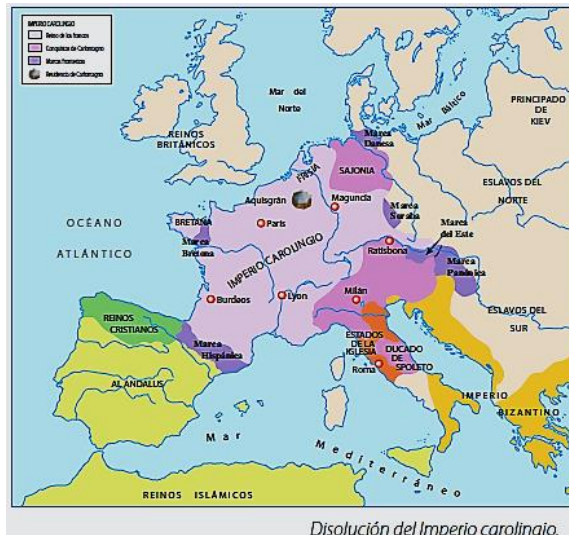 IMPERIO CAROLINGIO
Reino de los francos
Conquistas de Carlomagno
Marcas fronterizas
Residencia de Carlomagno
Mar del
Norte
Mar Báltico
PRINCIPADO
DE
KIEV
REINOS
BRITÁNICOS
Marca
Danesa
SAJONIA
FRISIA
ESLAVOS DEL
NORTE
Aquisgrán
Maguncia
Marca
Soraba
OCÉANO
ATLÁNTICO
BRETAÑA
París
Marca
Bretona
Marca
del Este
Ratisbona
IMPERIO CAROLINGIO
Marca
Panónica
Burdeos
Lyon
Milán
ESLAVOS DEL
SUR
REINOS
CRISTIANOS
Marca
Hispánica
ESTADOS
DE LA
IGLESIA
DUCADO
DE
SPOLETO
Roma
AL ANDALUS
IMPERIO
BIZANTINO
Mar Mediterráneo
REINOS ISLÁMICOS
Disolución del Imperio carolingio.